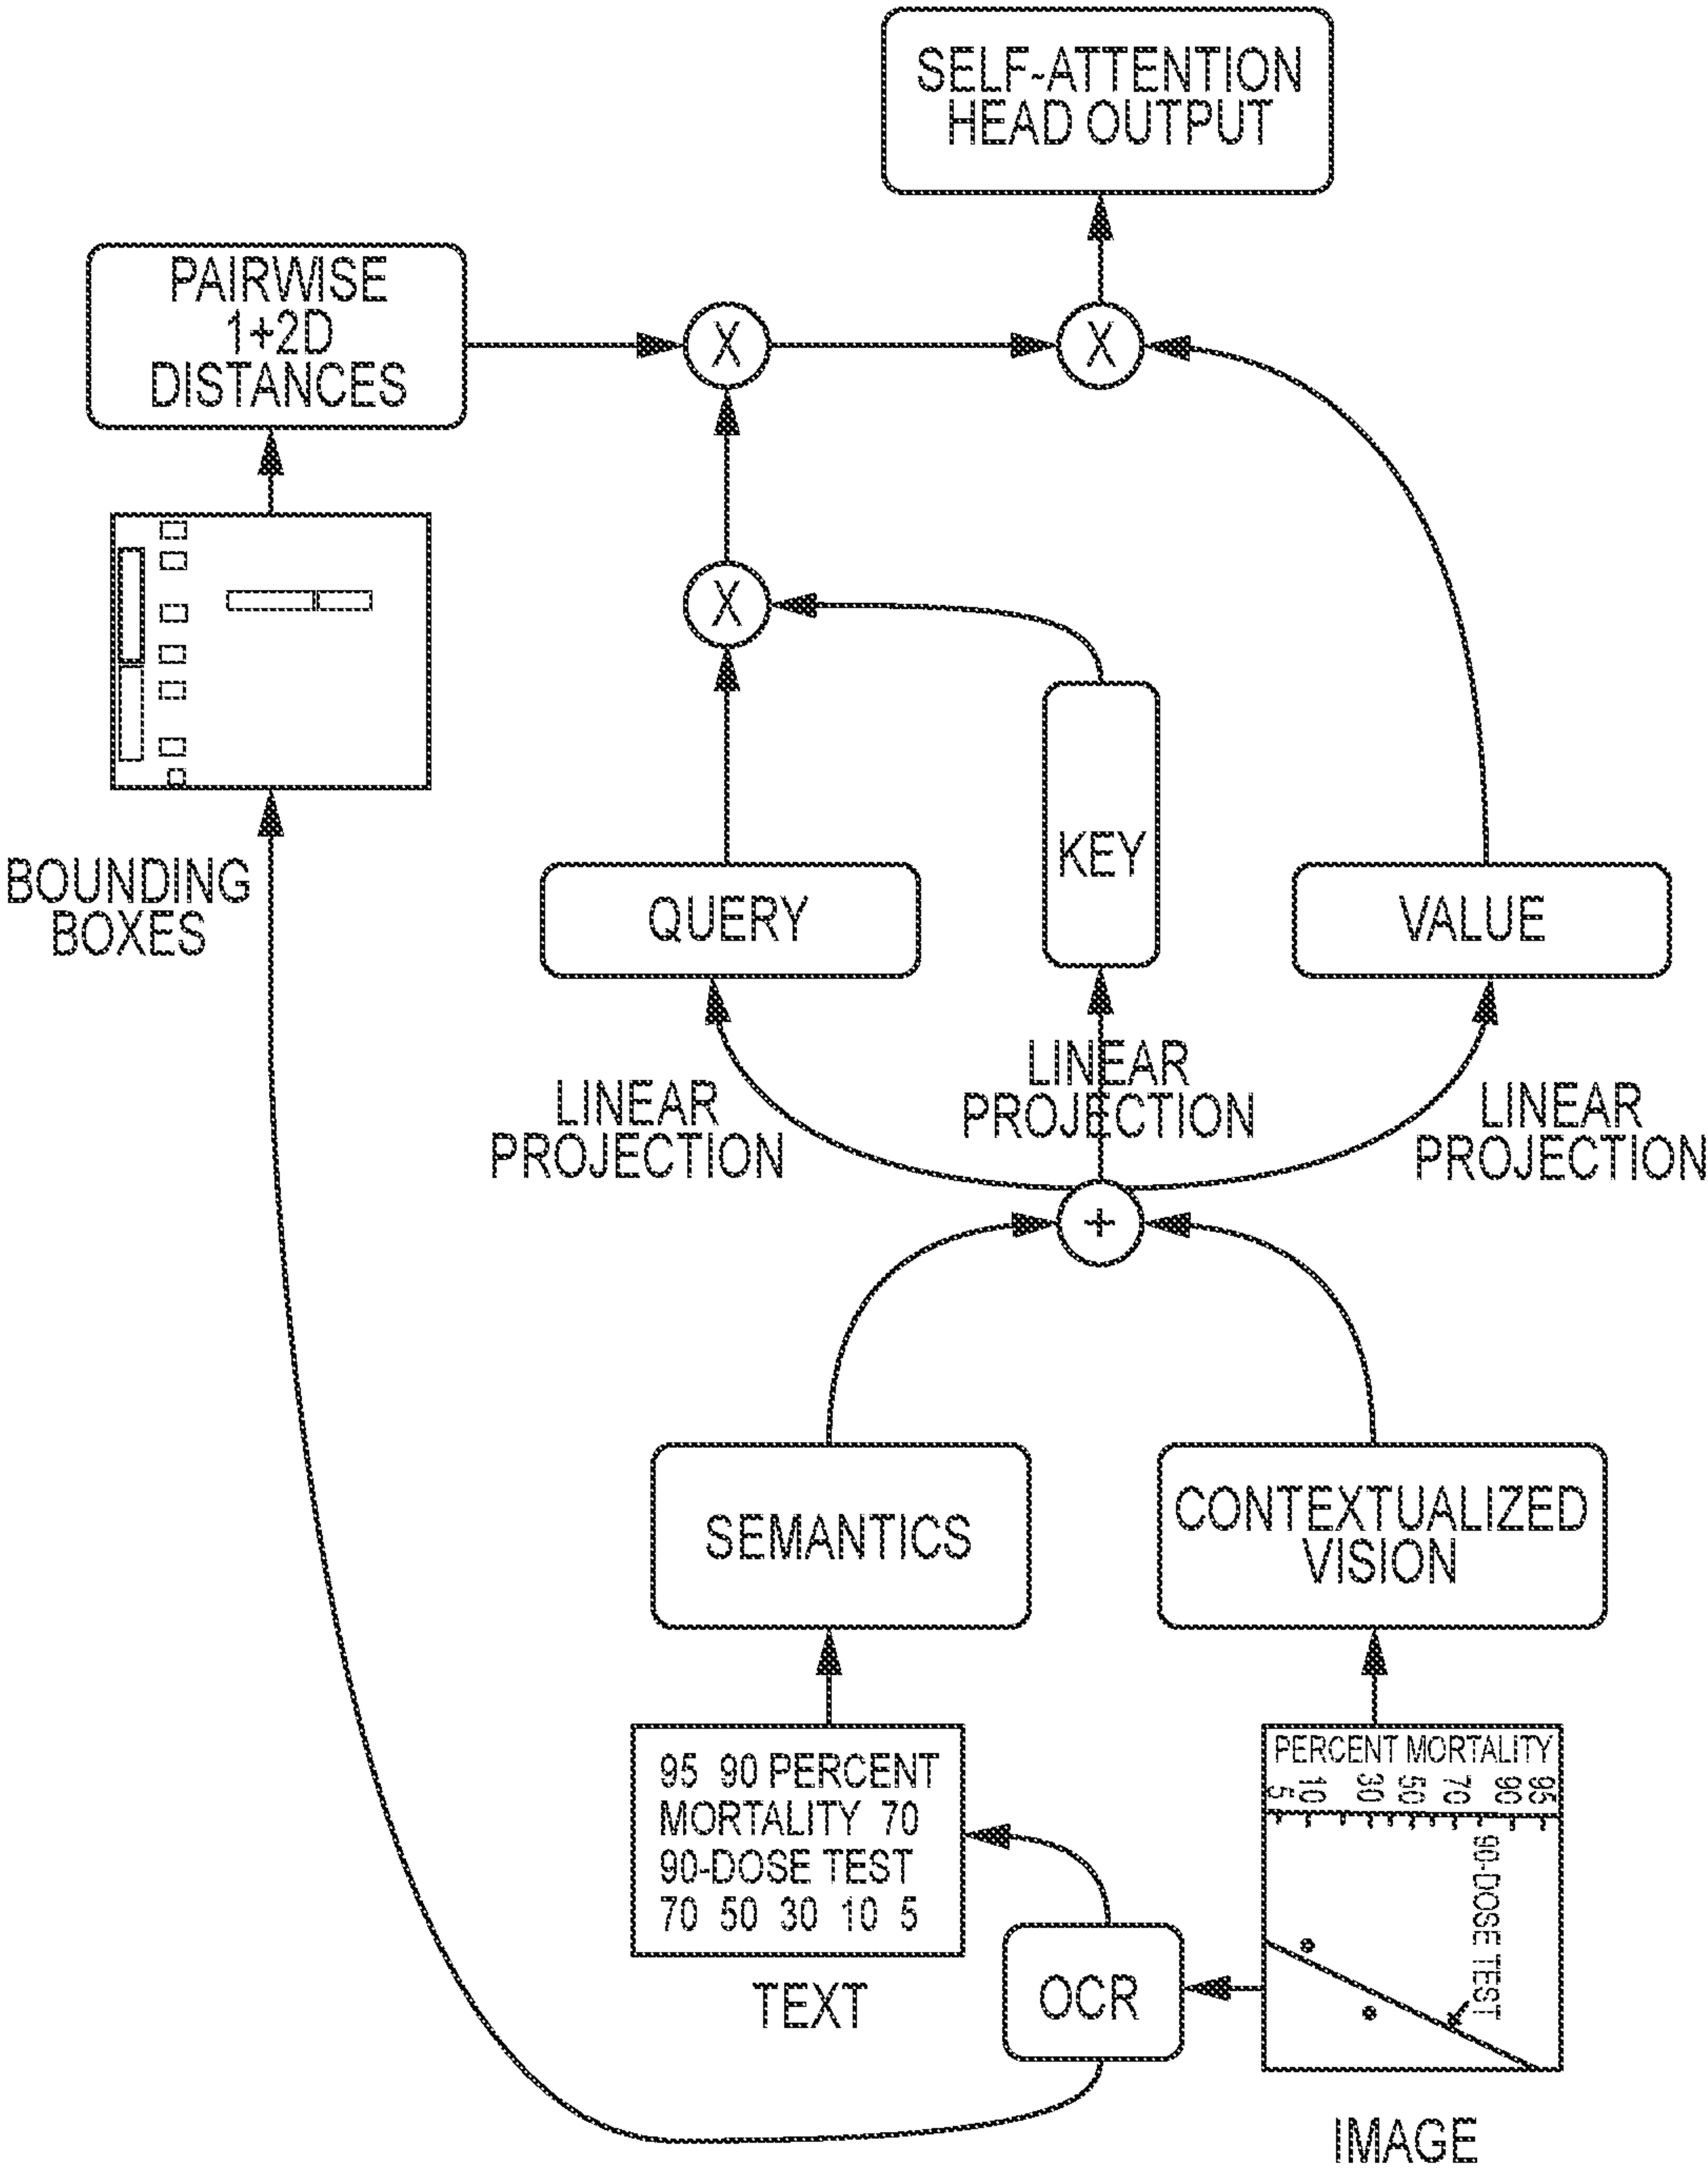 SELF-ATTENTION
HEAD OUTPUT
PAIRWISE
1+2D
DISTANCES
X
X
X
BOUNDING
BOXES
QUERY
KEY
VALUE
LINEAR
PROJECTION
LINEAR
PROJECTION
LINEAR
PROJECTION
+
SEMANTICS
CONTEXTUALIZED
VISION
95 90 PERCENT
MORTALITY 70
90-DOSE TEST
70 50 30 10 5
TEXT
OCR
PERCENT MORTALITY
5 10 30 50 70 90 95
90-DOSE TEST
IMAGE